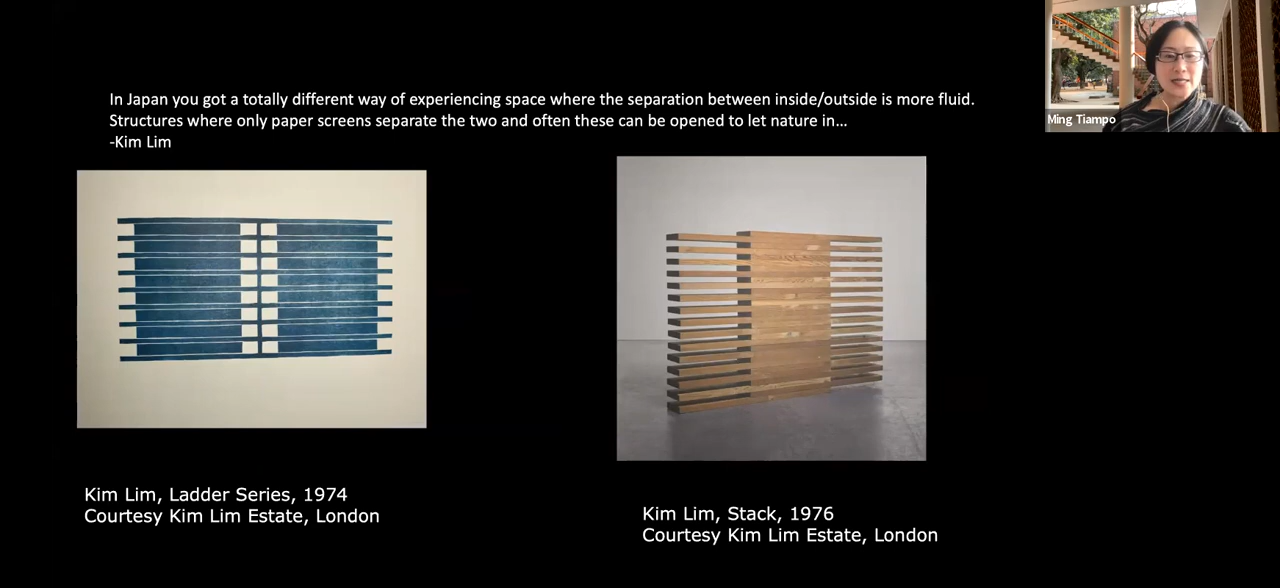 In Japan you got a totally different way of experiencing space where the separation between inside/outside is more fluid.
Structures where only paper screens separate the two and often these can be opened to let nature in…
-Kim Lim
Ming Tiampo
Kim Lim, Ladder Series, 1974
Courtesy Kim Lim Estate, London
Kim Lim, Stack, 1976
Courtesy Kim Lim Estate, London